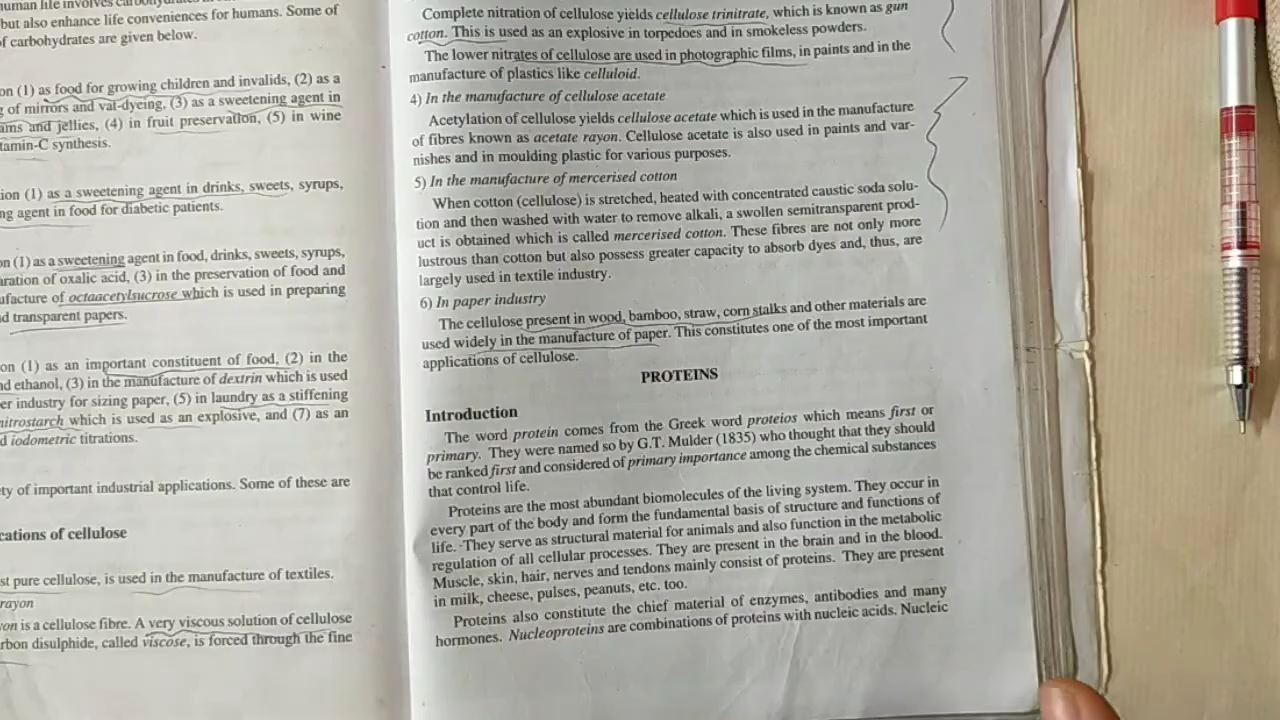 but also enhance life conveniences for humans. Some of
of carbohydrates are given below.
on (1) as food for growing children and invalids, (2) as a
of mirrors and val-dyeing, (3) as a sweetening agent in
ams and jellies, (4) in fruit preservation, (5) in wine
tamin-C synthesis.
ion (1) as a sweetening agent in drinks, sweets, syrups,
ng agent in food for diabetic patients.
on (1) as a sweetening agent in food, drinks, sweets, syrups,
aration of oxalic acid, (3) in the preservation of food and
ufacture of octaacetylsucrose which is used in preparing
d transparent papers.
on (1) as an important constituent of food, (2) in the
nd ethanol, (3) in the manufacture of dextrin which is used
er industry for sizing paper, (5) in laundry as a stiffening
nitrostarch which is used as an explosive, and (7) as an
d iodometric titrations.
ety of important industrial applications. Some of these are
cations of cellulose
st pure cellulose, is used in the manufacture of textiles.
rayon
on is a cellulose fibre. A very viscous solution of cellulose
rbon disulphide, called viscose, is forced through the fine
Complete nitration of cellulose yields cellulose trinitrate, which is known as gun
cotton. This is used as an explosive in torpedoes and in smokeless powders.
The lower nitrates of cellulose are used in photographic films, in paints and in the
manufacture of plastics like celluloid.
4) In the manufacture of cellulose acetate
Acetylation of cellulose yields cellulose acetate which is used in the manufacture
of fibres known as acetate rayon. Cellulose acetate is also used in paints and var-
nishes and in moulding plastic for various purposes.
5) In the manufacture of mercerised cotton
When cotton (cellulose) is stretched, heated with concentrated caustic soda solu-
tion and then washed with water to remove alkali, a swollen semitransparent prod-
uct is obtained which is called mercerised cotton. These fibres are not only more
lustrous than cotton but also possess greater capacity to absorb dyes and, thus, are
largely used in textile industry.
6) In paper industry
The cellulose present in wood, bamboo, straw, corn stalks and other materials are
used widely in the manufacture of paper. This constitutes one of the most important
applications of cellulose.
PROTEINS
Introduction
The word protein comes from the Greek word proteios which means first or
primary. They were named so by G.T. Mulder (1835) who thought that they should
be ranked first and considered of primary importance among the chemical substances
that control life.
Proteins are the most abundant biomolecules of the living system. They occur in
every part of the body and form the fundamental basis of structure and functions of
life. They serve as structural material for animals and also function in the metabolic
regulation of all cellular processes. They are present in the brain and in the blood.
Muscle, skin, hair, nerves and tendons mainly consist of proteins. They are present
in milk, cheese, pulses, peanuts, etc. too.
Proteins also constitute the chief material of enzymes, antibodies and many
hormones. Nucleoproteins are combinations of proteins with nucleic acids. Nucleic